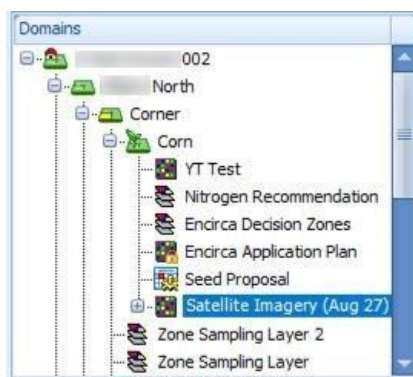 Domains
002
North
Corner
Corn
YT Test
Nitrogen Recommendation
Encirca Decision Zones
Encirca Application Plan
Seed Proposal
Satellite Imagery (Aug 27)
Zone Sampling Layer 2
Zone Sampling Layer